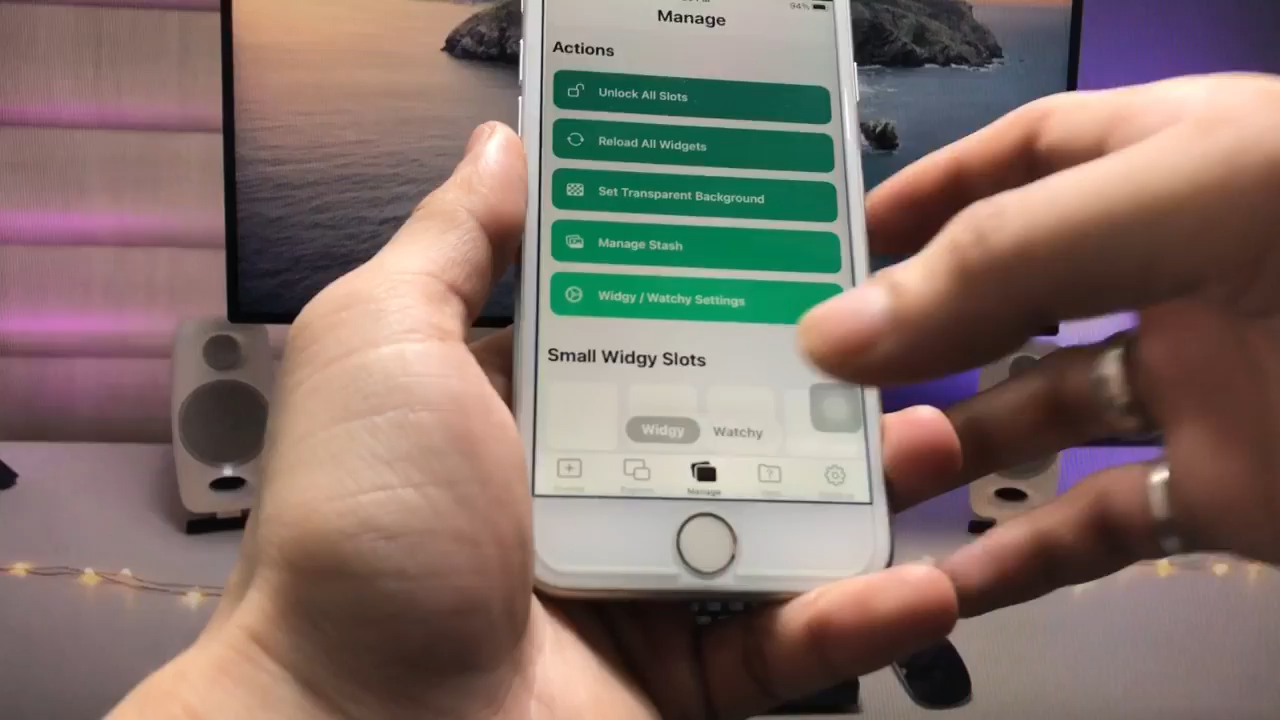 94%
Manage
Actions
Unlock All Slots
Reload All Widgets
Set Transparent Background
Manage Stash
Widgy / Watchy Settings
Small Widgy Slots
Widgy
Watchy
Manage